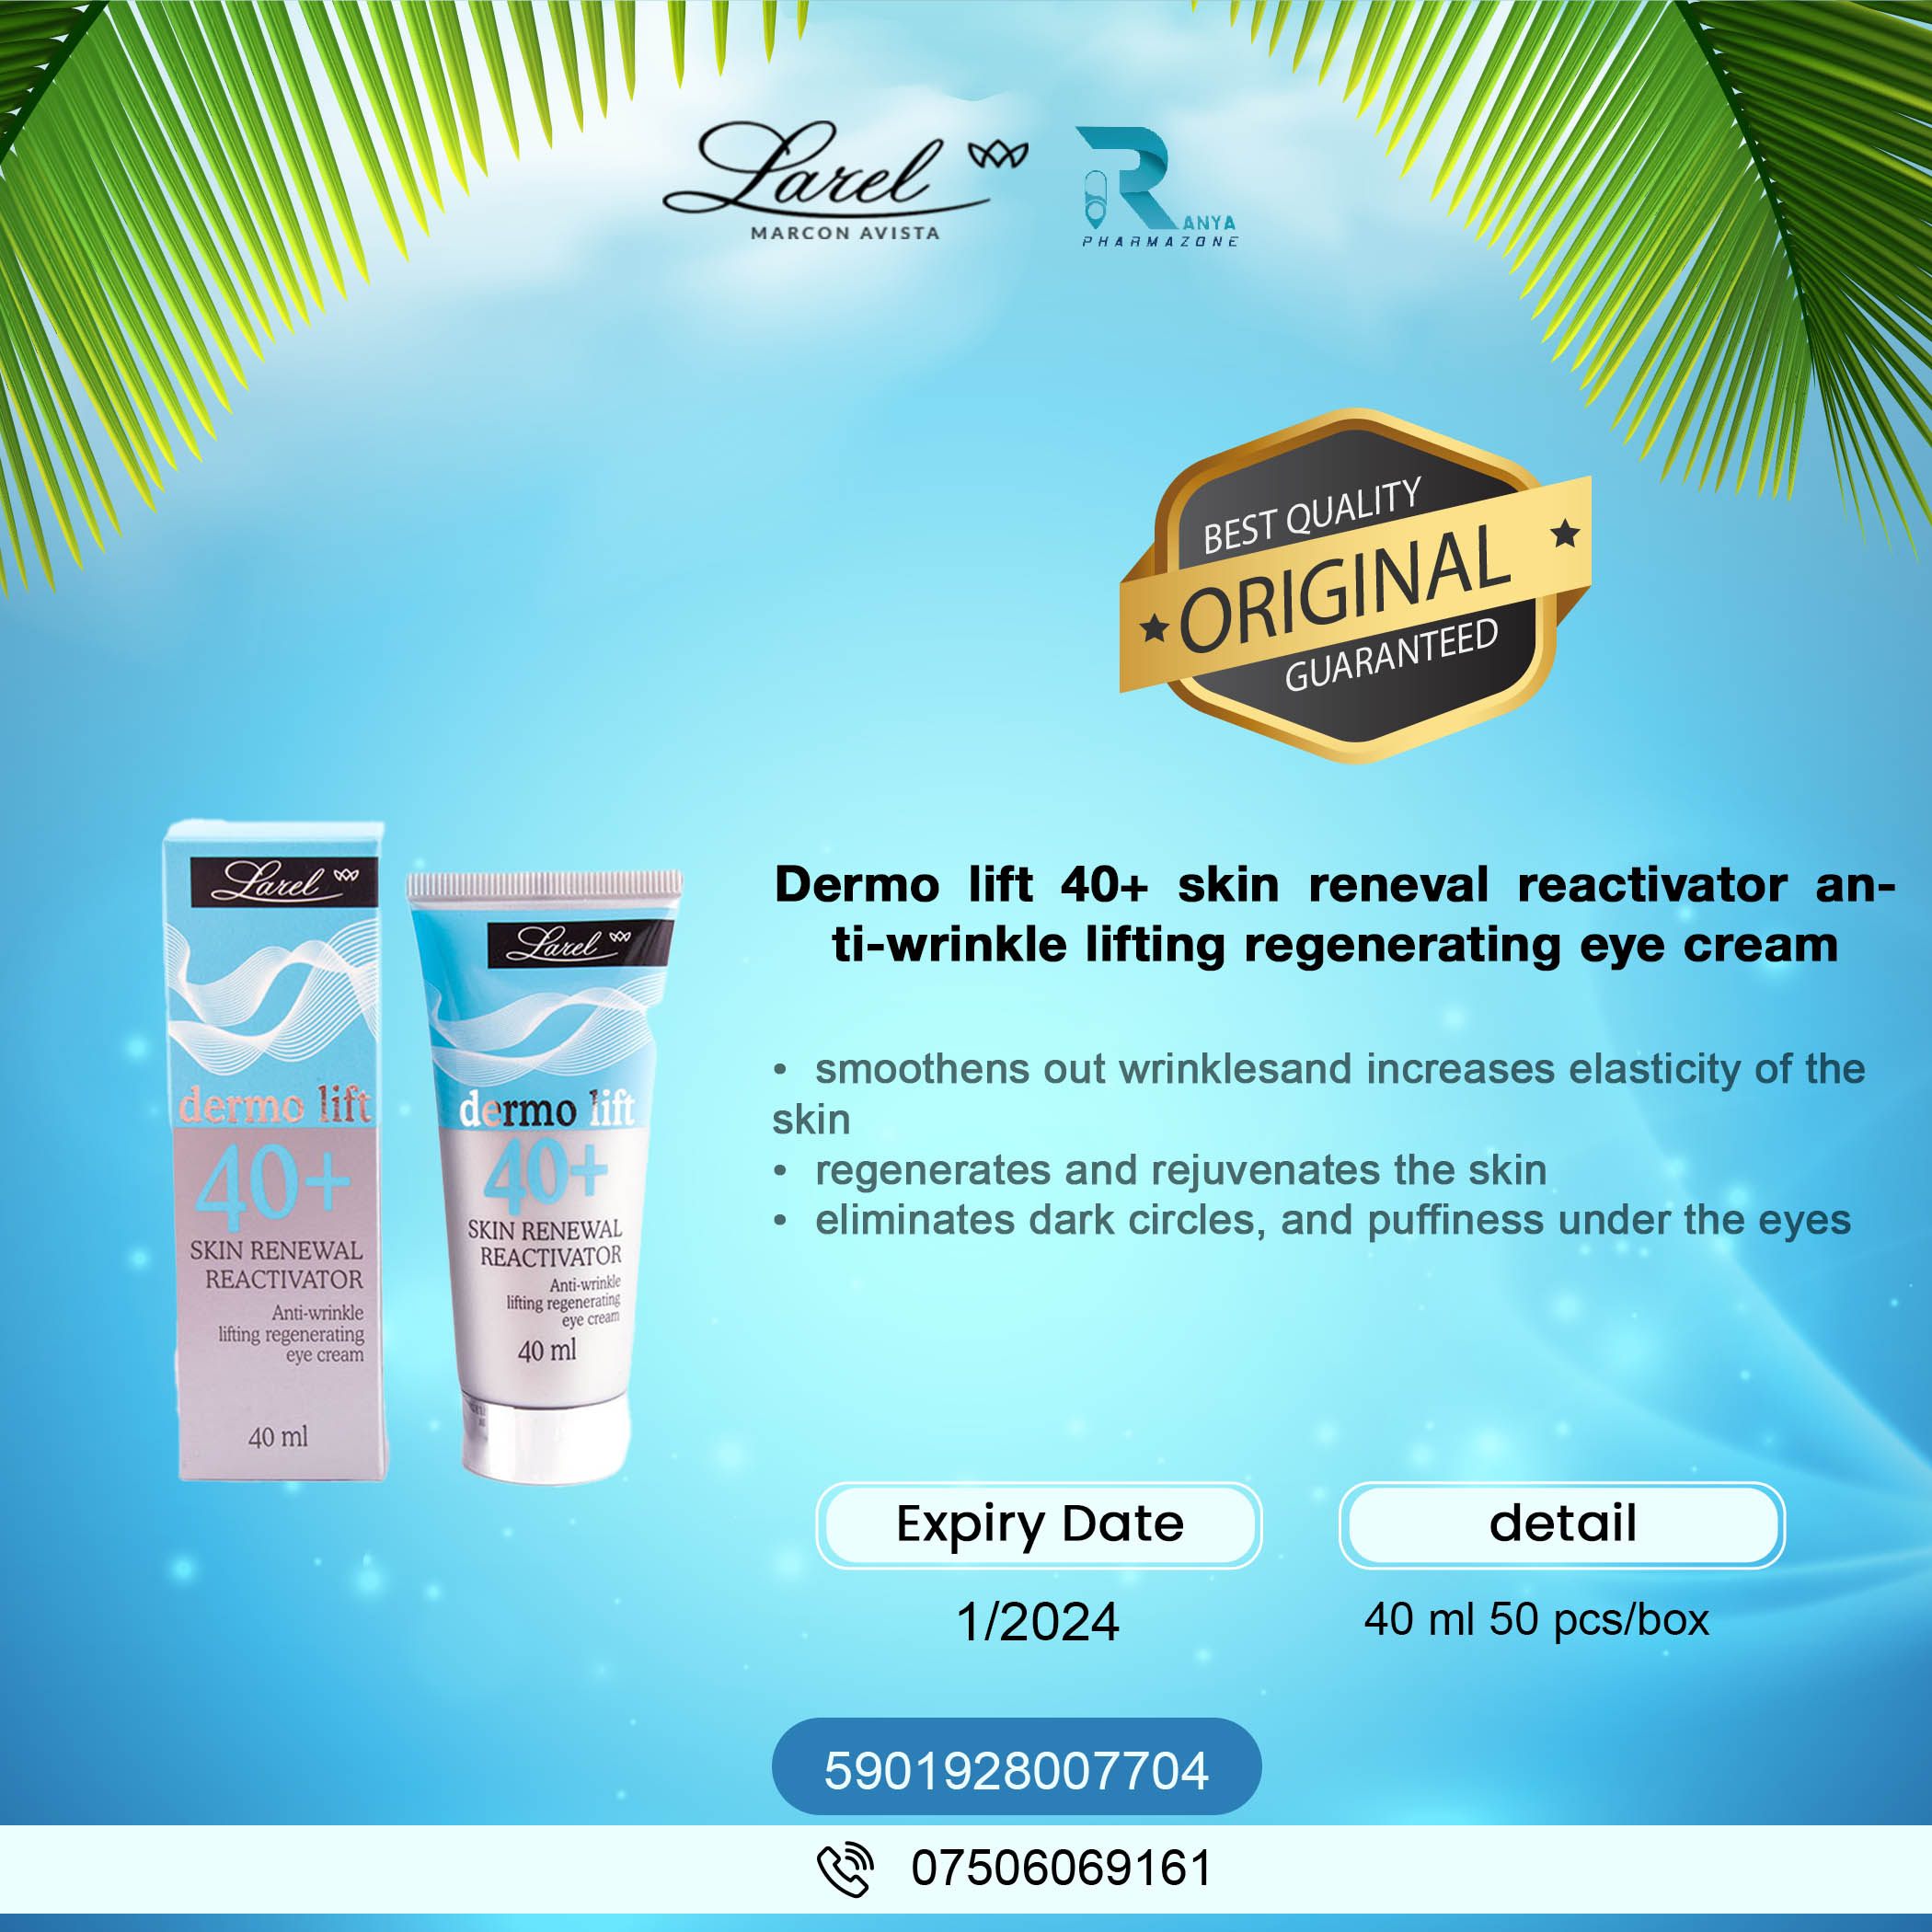 Larel
MARCON AVISTA
RANYA
PHARMAZONE
BEST QUALITY
ORIGINAL
GUARANTEED
Larel
dermo lift
40+
SKIN RENEWAL
REACTIVATOR
Anti-wrinkle
lifting regenerating
eye cream
40 ml
Larel
dermo lift
40+
SKIN RENEWAL
REACTIVATOR
Anti-wrinkle
lifting regenerating
eye cream
40 ml
Dermo lift 40+ skin reneval reactivator an-
ti-wrinkle lifting regenerating eye cream
• smoothens out wrinklesand increases elasticity of the
skin
• regenerates and rejuvenates the skin
• eliminates dark circles, and puffiness under the eyes
Expiry Date
detail
1/2024
40 ml 50 pcs/box
5901928007704
07506069161